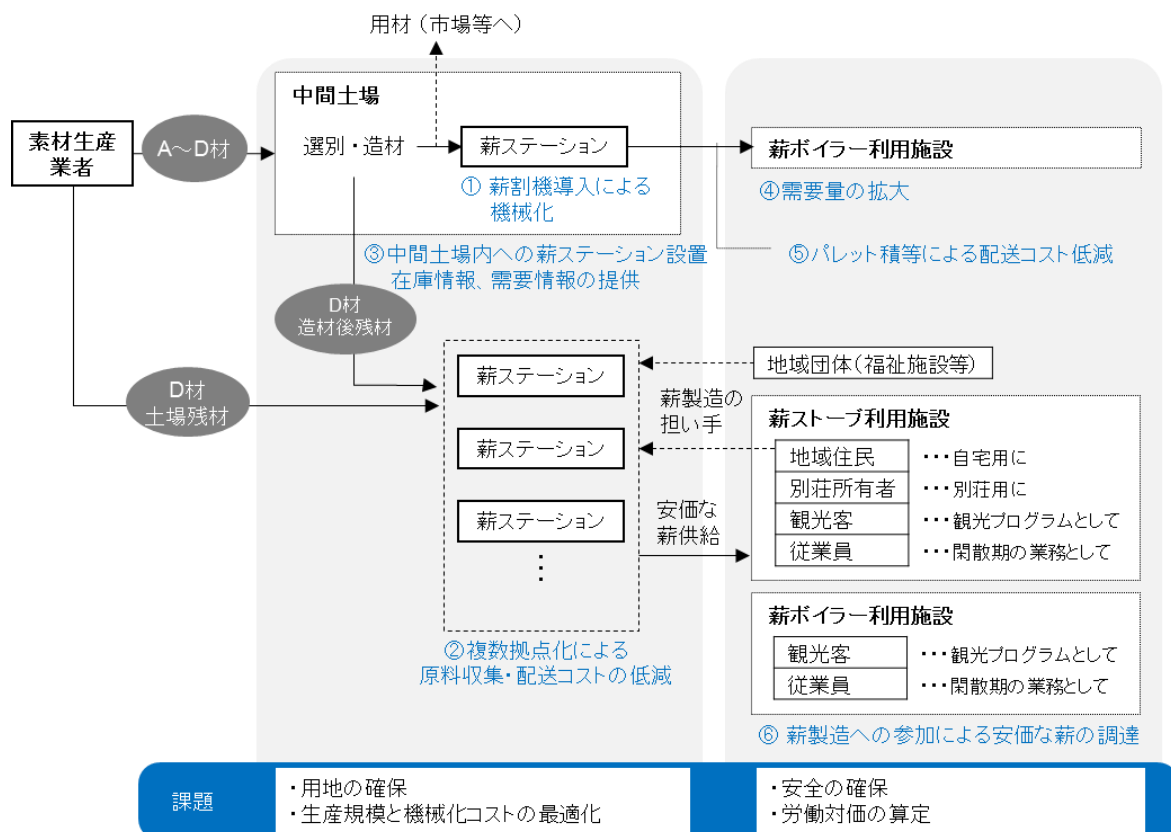 用材（市場等へ）
中間土場
素材生産
業者
A～D材
選別・造材
薪ステーション
薪ボイラー利用施設
① 薪割機導入による
機械化
④需要量の拡大
③中間土場内への薪ステーション設置
在庫情報、需要情報の提供
⑤パレット積等による配送コスト低減
D材
造材後残材
D材
土場残材
薪ステーション
薪ステーション
薪ステーション
⋮
地域団体（福祉施設等）
薪製造の
担い手
安価な
薪供給
薪ストーブ利用施設
地域住民 ・・・自宅用に
別荘所有者 ・・・別荘用に
観光客 ・・・観光プログラムとして
従業員 ・・・閑散期の業務として
②複数拠点化による
原料収集・配送コストの低減
薪ボイラー利用施設
観光客 ・・・観光プログラムとして
従業員 ・・・閑散期の業務として
⑥ 薪製造への参加による安価な薪の調達
課題
・用地の確保
・生産規模と機械化コストの最適化
・安全の確保
・労働対価の算定